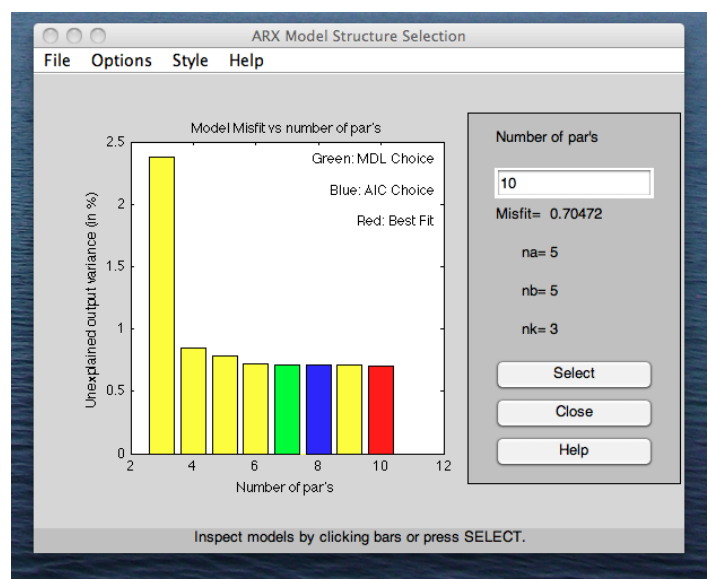 ARX Model Structure Selection
File Options Style Help
Model Misfit vs number of par's
Green: MDL Choice
Blue: AIC Choice
Red: Best Fit
Unexplained output variance (in %)
2.5
2
1.5
1
0.5
0
2 4 6 8 10 12
Number of par's
Number of par's
10
Misfit= 0.70472
na= 5
nb= 5
nk= 3
Select
Close
Help
Inspect models by clicking bars or press SELECT.